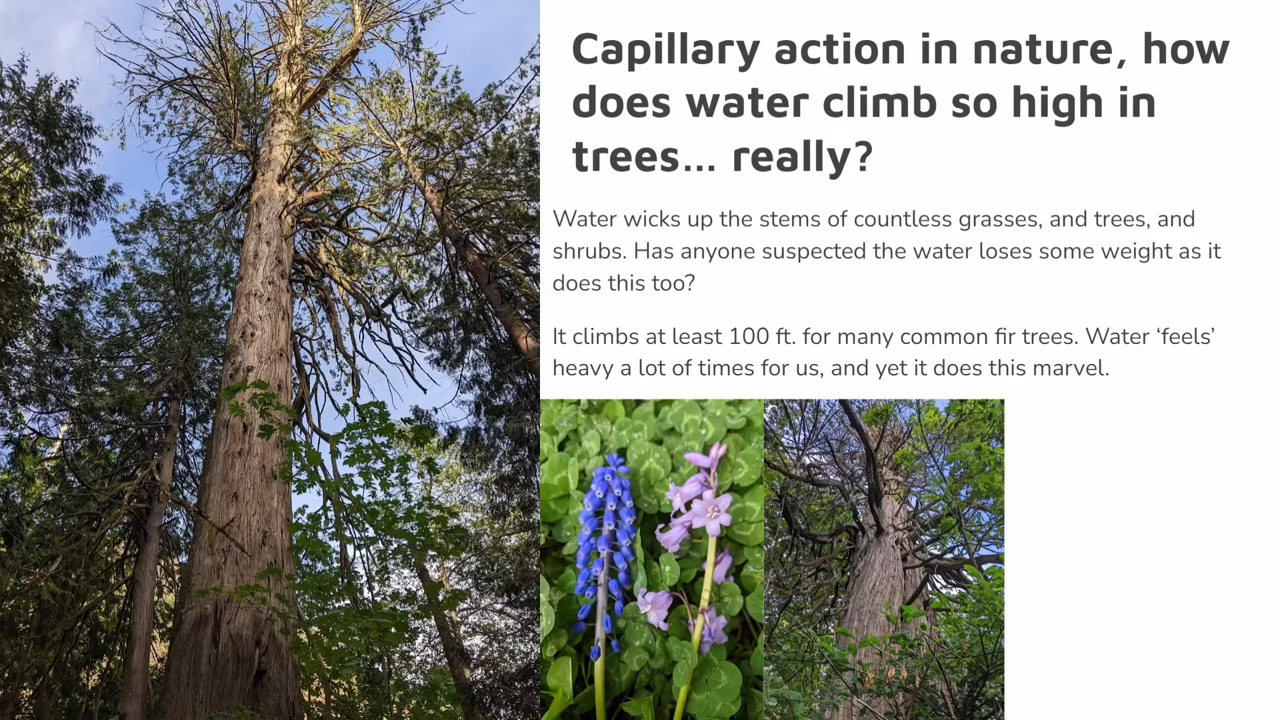 Capillary action in nature, how
does water climb so high in
trees... really?
Water wicks up the stems of countless grasses, and trees, and
shrubs. Has anyone suspected the water loses some weight as it
does this too?
It climbs at least 100 ft. for many common fir trees. Water ‘feels’
heavy a lot of times for us, and yet it does this marvel.